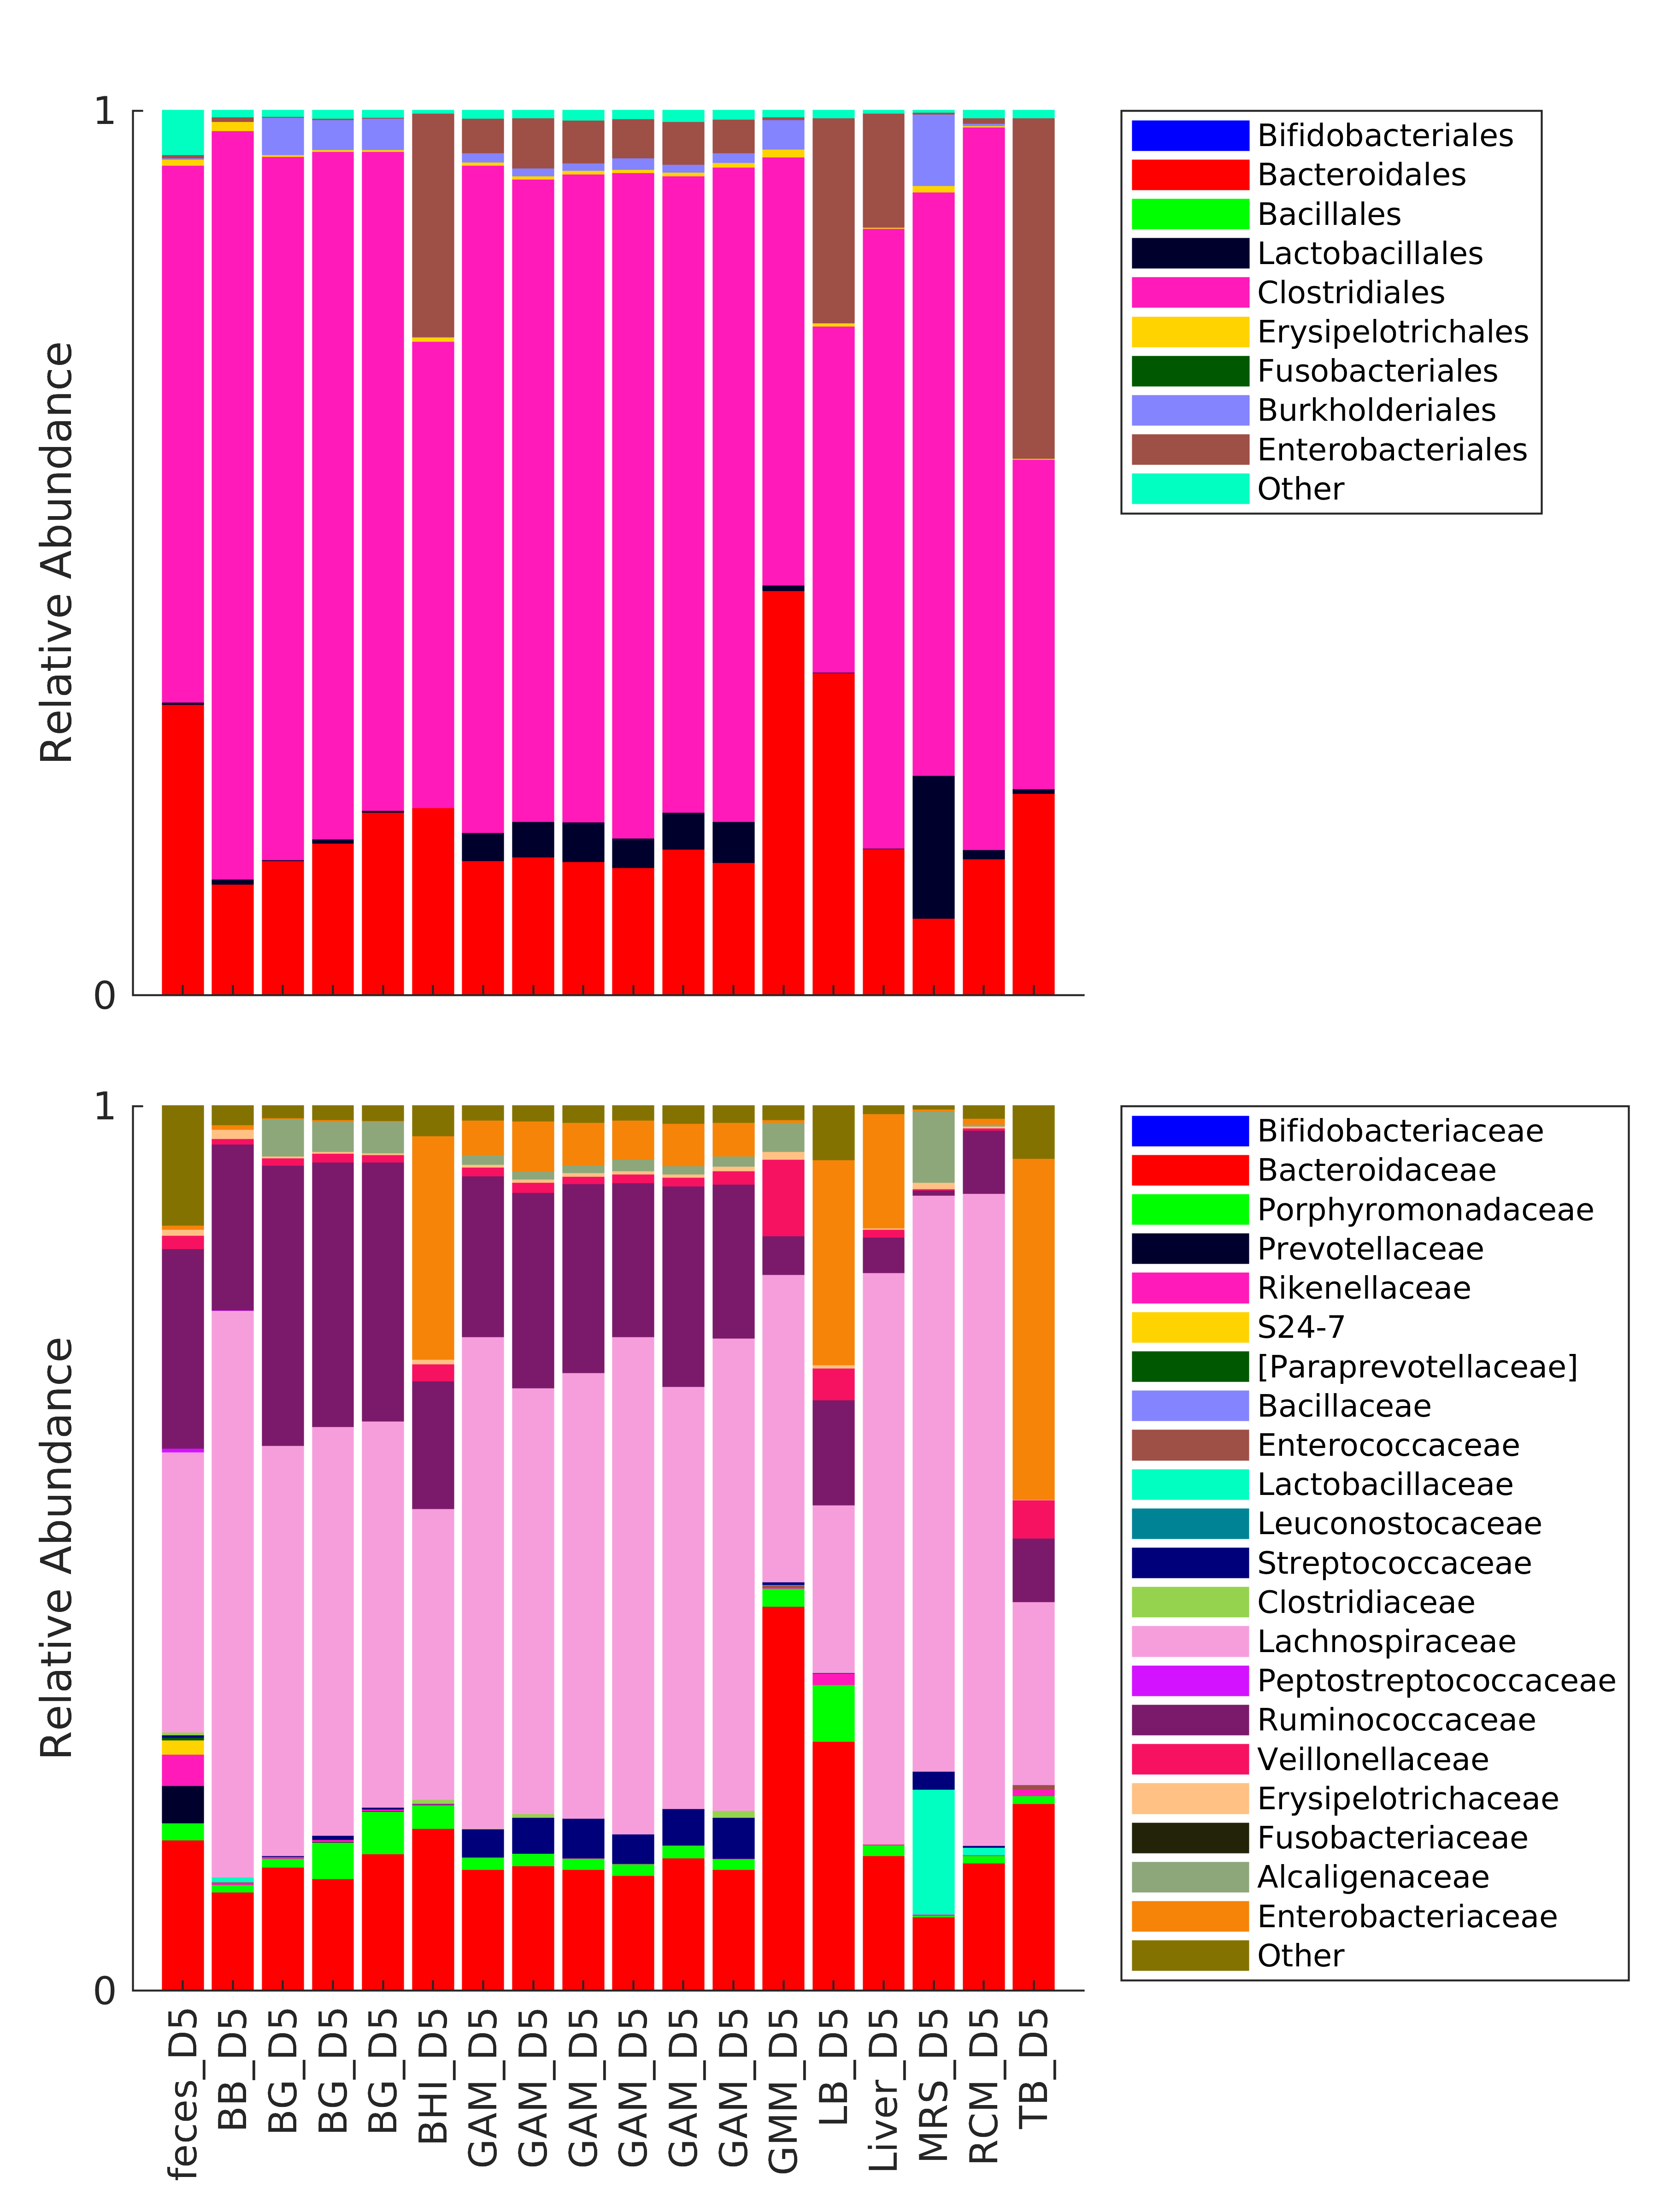 1
0
Relative Abundance
Bifidobacteriales
Bacteroidales
Bacillales
Lactobacillales
Clostridiales
Erysipelotrichales
Fusobacteriales
Burkholderiales
Enterobacteriales
Other
1
0
Relative Abundance
Bifidobacteriaceae
Bacteroidaceae
Porphyromonadaceae
Prevotellaceae
Rikenellaceae
S24-7
[Paraprevotellaceae]
Bacillaceae
Enterococcaceae
Lactobacillaceae
Leuconostocaceae
Streptococcaceae
Clostridiaceae
Lachnospiraceae
Peptostreptococcaceae
Ruminococcaceae
Veillonellaceae
Erysipelotrichaceae
Fusobacteriaceae
Alcaligenaceae
Enterobacteriaceae
Other
feces_D5
BB_D5
BG_D5
BG_D5
BG_D5
BHI_D5
GAM_D5
GAM_D5
GAM_D5
GAM_D5
GAM_D5
GAM_D5
GMM_D5
LB_D5
Liver_D5
MRS_D5
RCM_D5
TB_D5